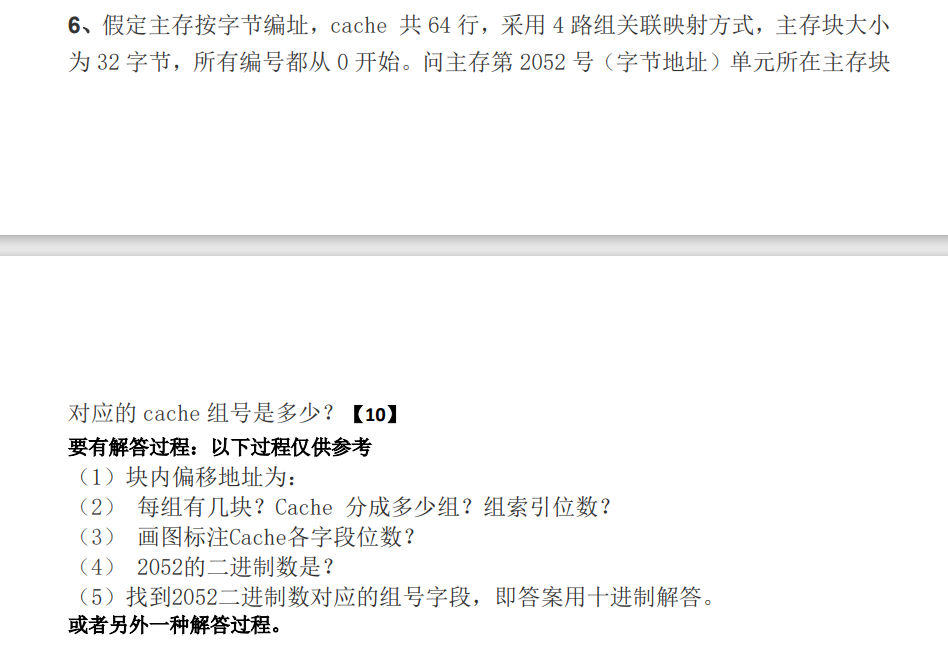 6、假定主存按字节编址，cache 共 64 行，采用 4 路组关联映射方式，主存块大小
为 32 字节，所有编号都从 0 开始。问主存第 2052 号（字节地址）单元所在主存块
对应的 cache 组号是多少？【10】
要有解答过程：以下过程仅供参考
（1）块内偏移地址为：
（2） 每组有几块？Cache 分成多少组？组索引位数？
（3） 画图标注Cache各字段位数？
（4） 2052的二进制数是？
（5）找到2052二进制数对应的组号字段，即答案用十进制解答。
或者另外一种解答过程。